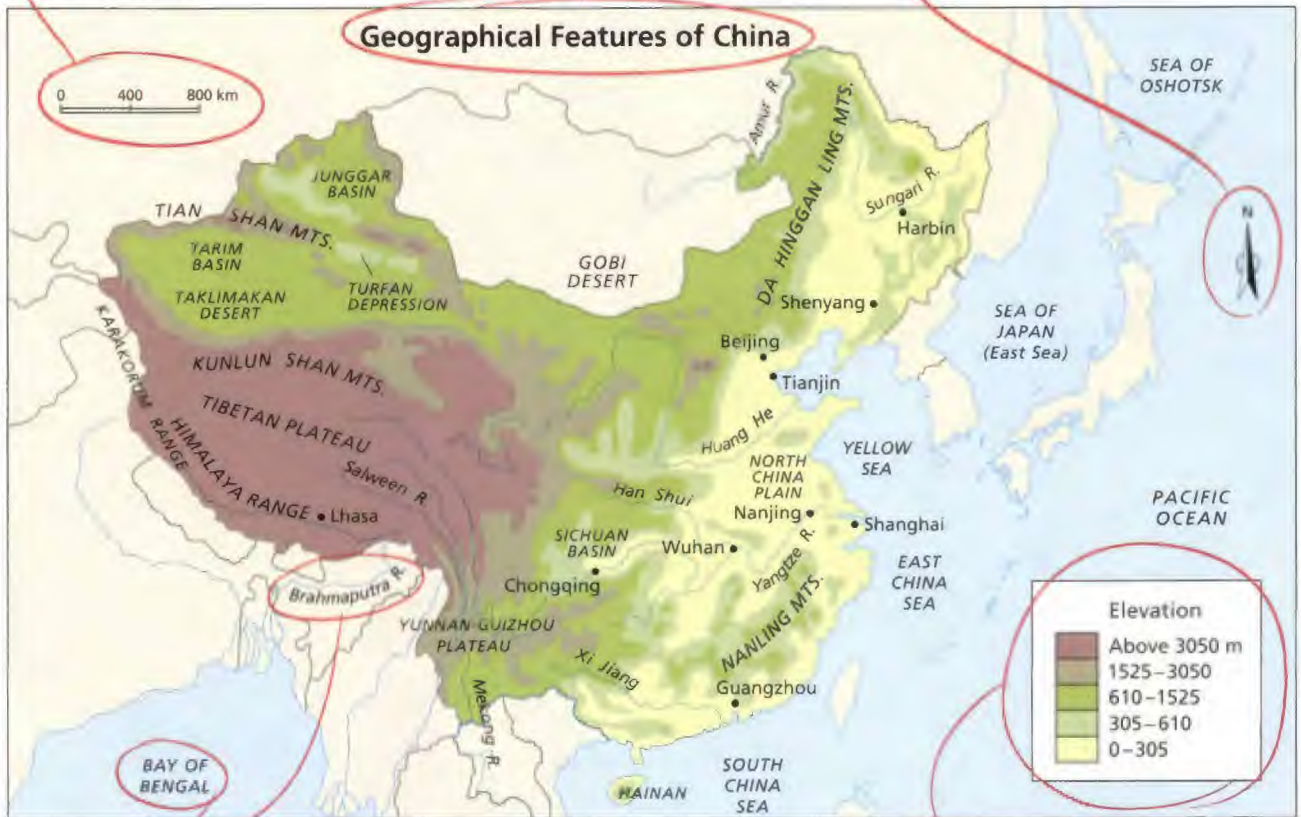 Geographical Features of China
0 400 800 km
SEA OF
OSHOTSK
Amur R.
DA HINGGAN LING MTS.
Sungari R.
Harbin
N
JUNGGAR
BASIN
TIAN SHAN MTS.
TARIM
BASIN
TURFAN
DEPRESSION
TAKLIMAKAN
DESERT
GOBI
DESERT
Shenyang
SEA OF
JAPAN
(East Sea)
Beijing
Tianjin
KARAKORUM
RANGE
KUNLUN SHAN MTS.
TIBETAN PLATEAU
HIMALAYA RANGE
Salween R.
Lhasa
Huang He
NORTH
CHINA
PLAIN
YELLOW
SEA
Han Shui
Nanjing
Shanghai
PACIFIC
OCEAN
SICHUAN
BASIN
Wuhan
Yangtze R.
EAST
CHINA
SEA
Chongqing
Brahmaputra R.
YUNNAN-GUIZHOU
PLATEAU
NANLING MTS.
Xi Jiang
Guangzhou
Mekong R.
BAY OF
BENGAL
HAINAN
SOUTH
CHINA
SEA
Elevation
Above 3050 m
1525–3050
610–1525
305–610
0–305